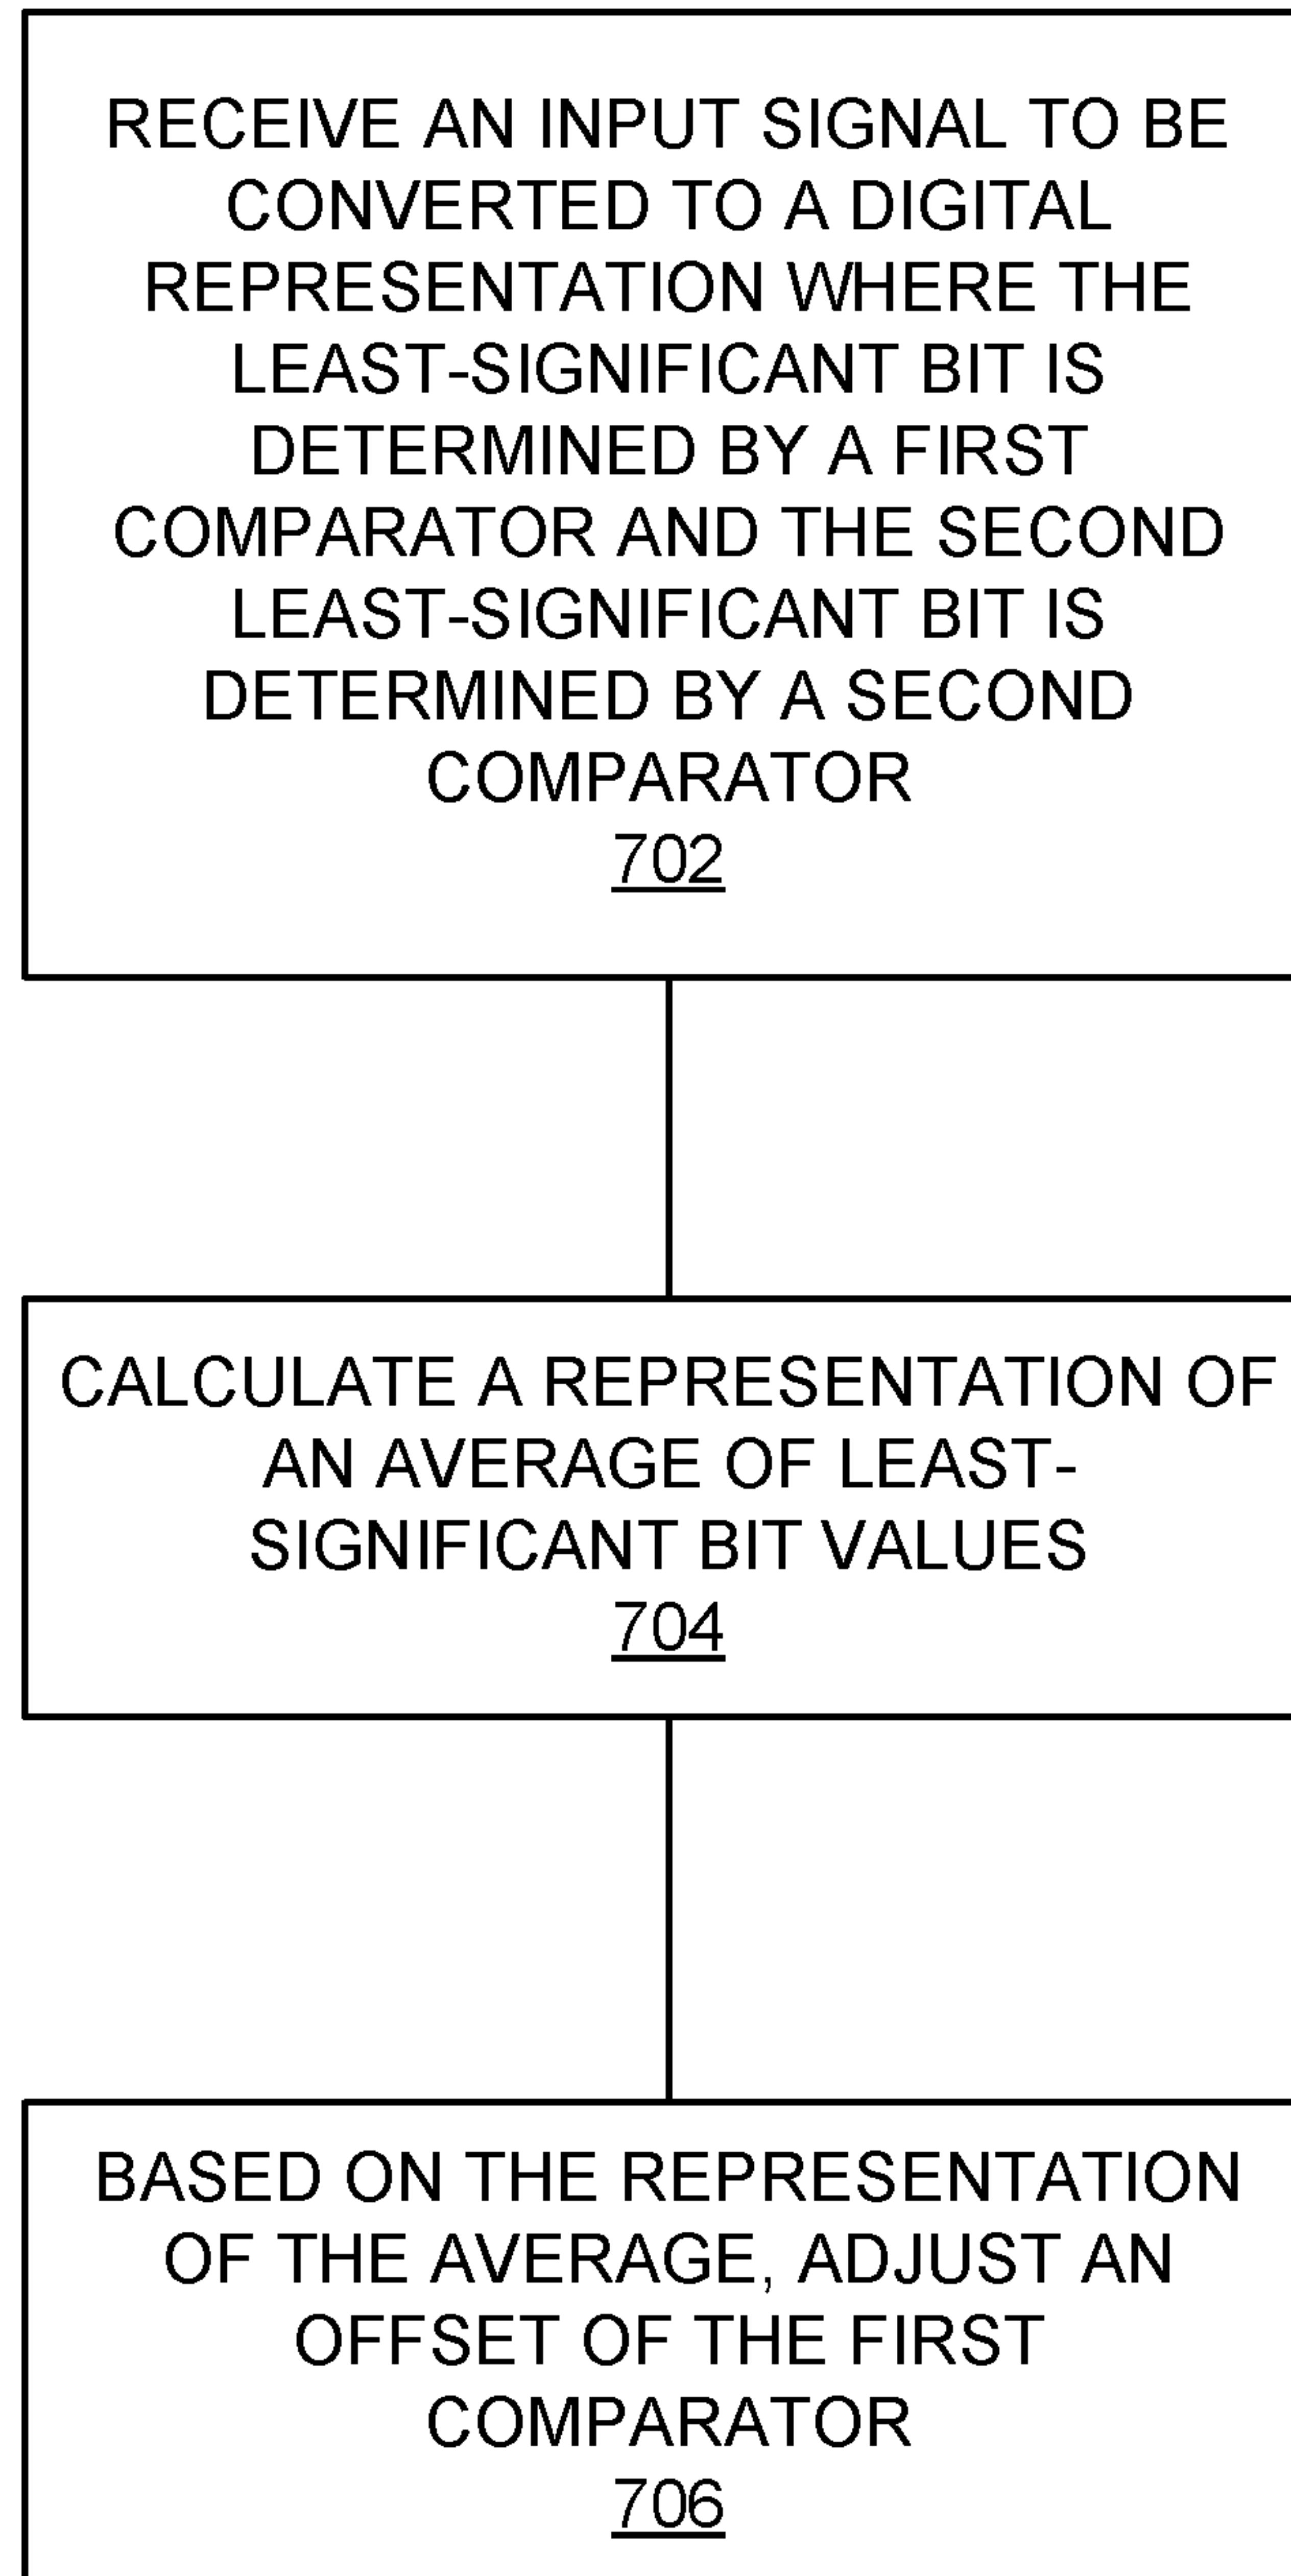 RECEIVE AN INPUT SIGNAL TO BE
CONVERTED TO A DIGITAL
REPRESENTATION WHERE THE
LEAST-SIGNIFICANT BIT IS
DETERMINED BY A FIRST
COMPARATOR AND THE SECOND
LEAST-SIGNIFICANT BIT IS
DETERMINED BY A SECOND
COMPARATOR
702
CALCULATE A REPRESENTATION OF
AN AVERAGE OF LEAST-
SIGNIFICANT BIT VALUES
704
BASED ON THE REPRESENTATION
OF THE AVERAGE, ADJUST AN
OFFSET OF THE FIRST
COMPARATOR
706